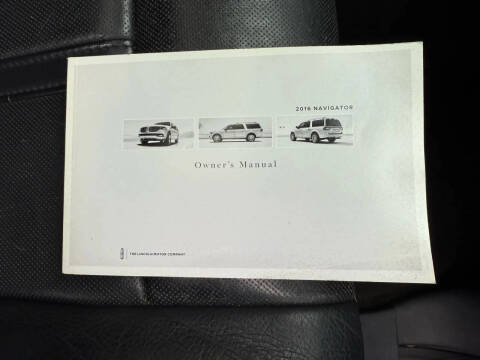 2016 NAVIGATOR
Owner's Manual
THE LINCOLN MOTOR COMPANY